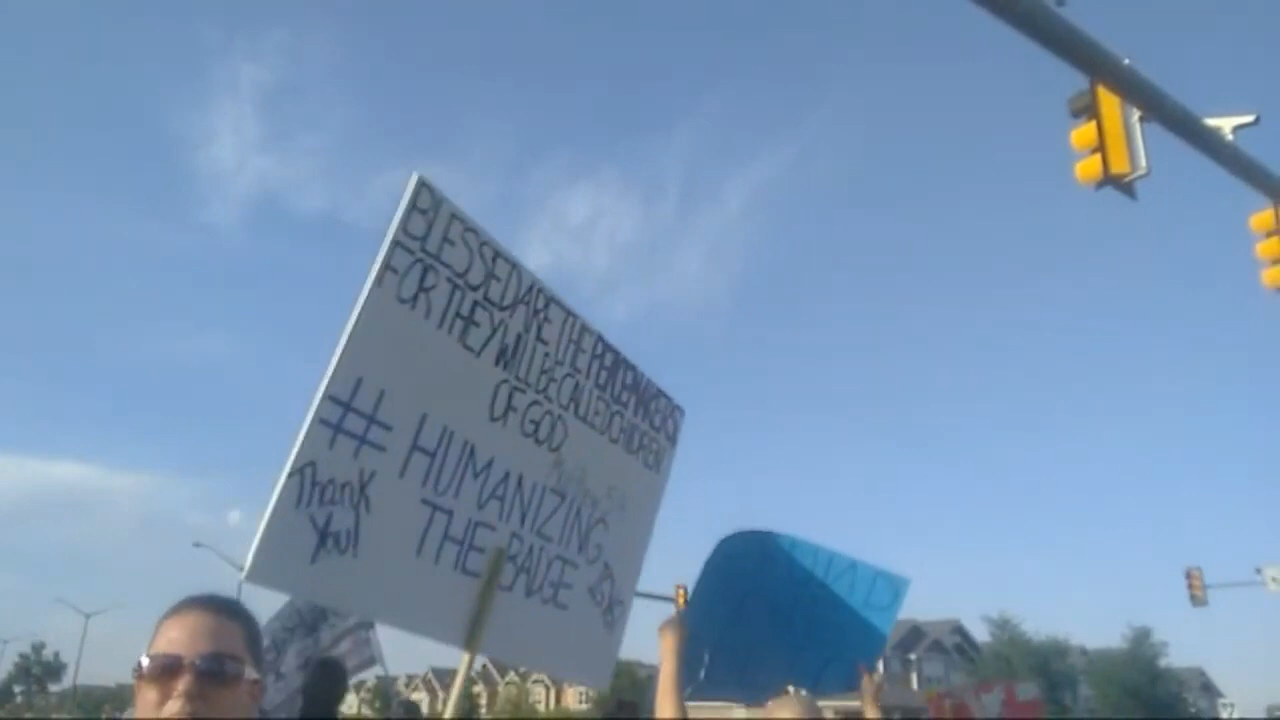 BLESSED ARE THE PEACEMAKERS
FOR THEY WILL BE CALLED CHILDREN
OF GOD
# HUMANIZING
THE BADGE
Thank
You!